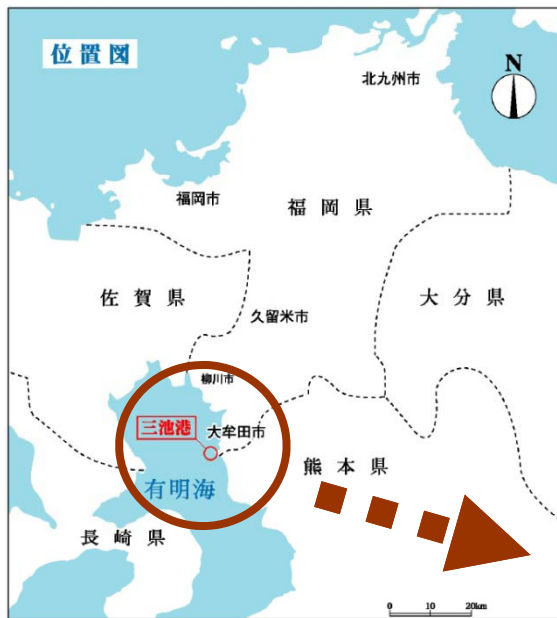 位置図
N
北九州市
福岡市
福岡県
佐賀県
大分県
久留米市
柳川市
三池港
大牟田市
熊本県
有明海
長崎県
0 10 20km